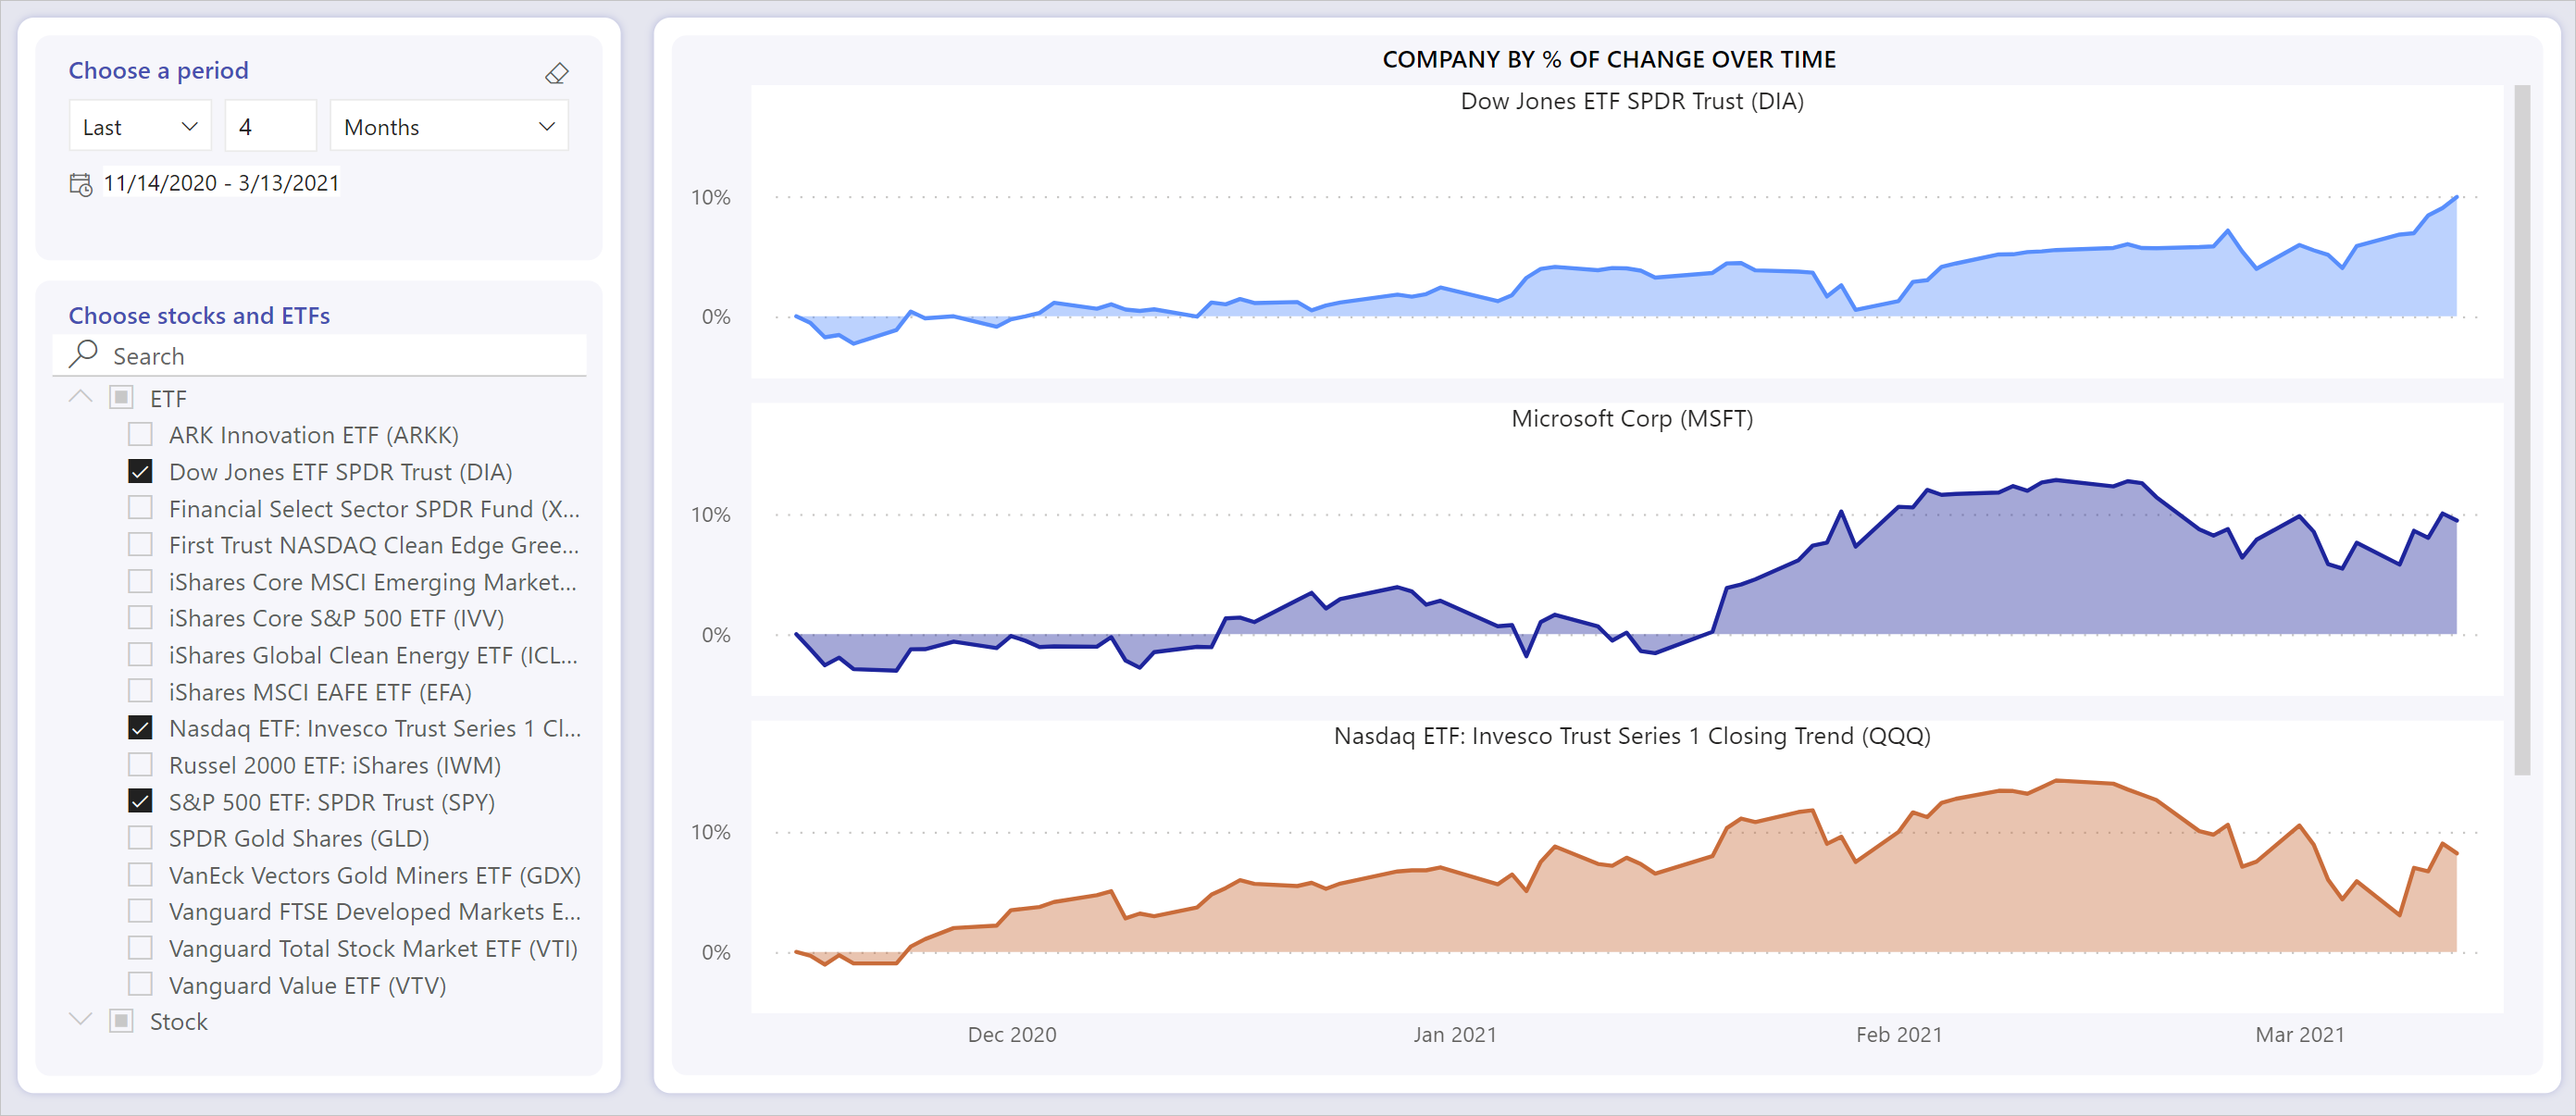 Choose a period
Last 4 Months
11/14/2020 - 3/13/2021
Choose stocks and ETFs
Search
ETF
ARK Innovation ETF (ARKK)
Dow Jones ETF SPDR Trust (DIA)
Financial Select Sector SPDR Fund (X...
First Trust NASDAQ Clean Edge Gree...
iShares Core MSCI Emerging Market...
iShares Core S&P 500 ETF (IVV)
iShares Global Clean Energy ETF (ICL...
iShares MSCI EAFE ETF (EFA)
Nasdaq ETF: Invesco Trust Series 1 Cl...
Russel 2000 ETF: iShares (IWM)
S&P 500 ETF: SPDR Trust (SPY)
SPDR Gold Shares (GLD)
VanEck Vectors Gold Miners ETF (GDX)
Vanguard FTSE Developed Markets E...
Vanguard Total Stock Market ETF (VTI)
Vanguard Value ETF (VTV)
Stock
COMPANY BY % OF CHANGE OVER TIME
Dow Jones ETF SPDR Trust (DIA)
10%
0%
Microsoft Corp (MSFT)
10%
0%
Nasdaq ETF: Invesco Trust Series 1 Closing Trend (QQQ)
10%
0%
Dec 2020 Jan 2021 Feb 2021 Mar 2021